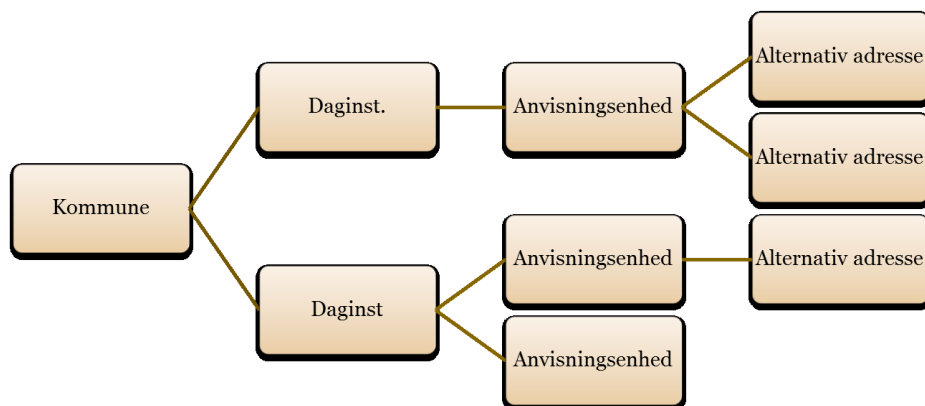 Alternativ adresse
Daginst.
Anvisningsenhed
Alternativ adresse
Kommune
Anvisningsenhed
Alternativ adresse
Daginst
Anvisningsenhed